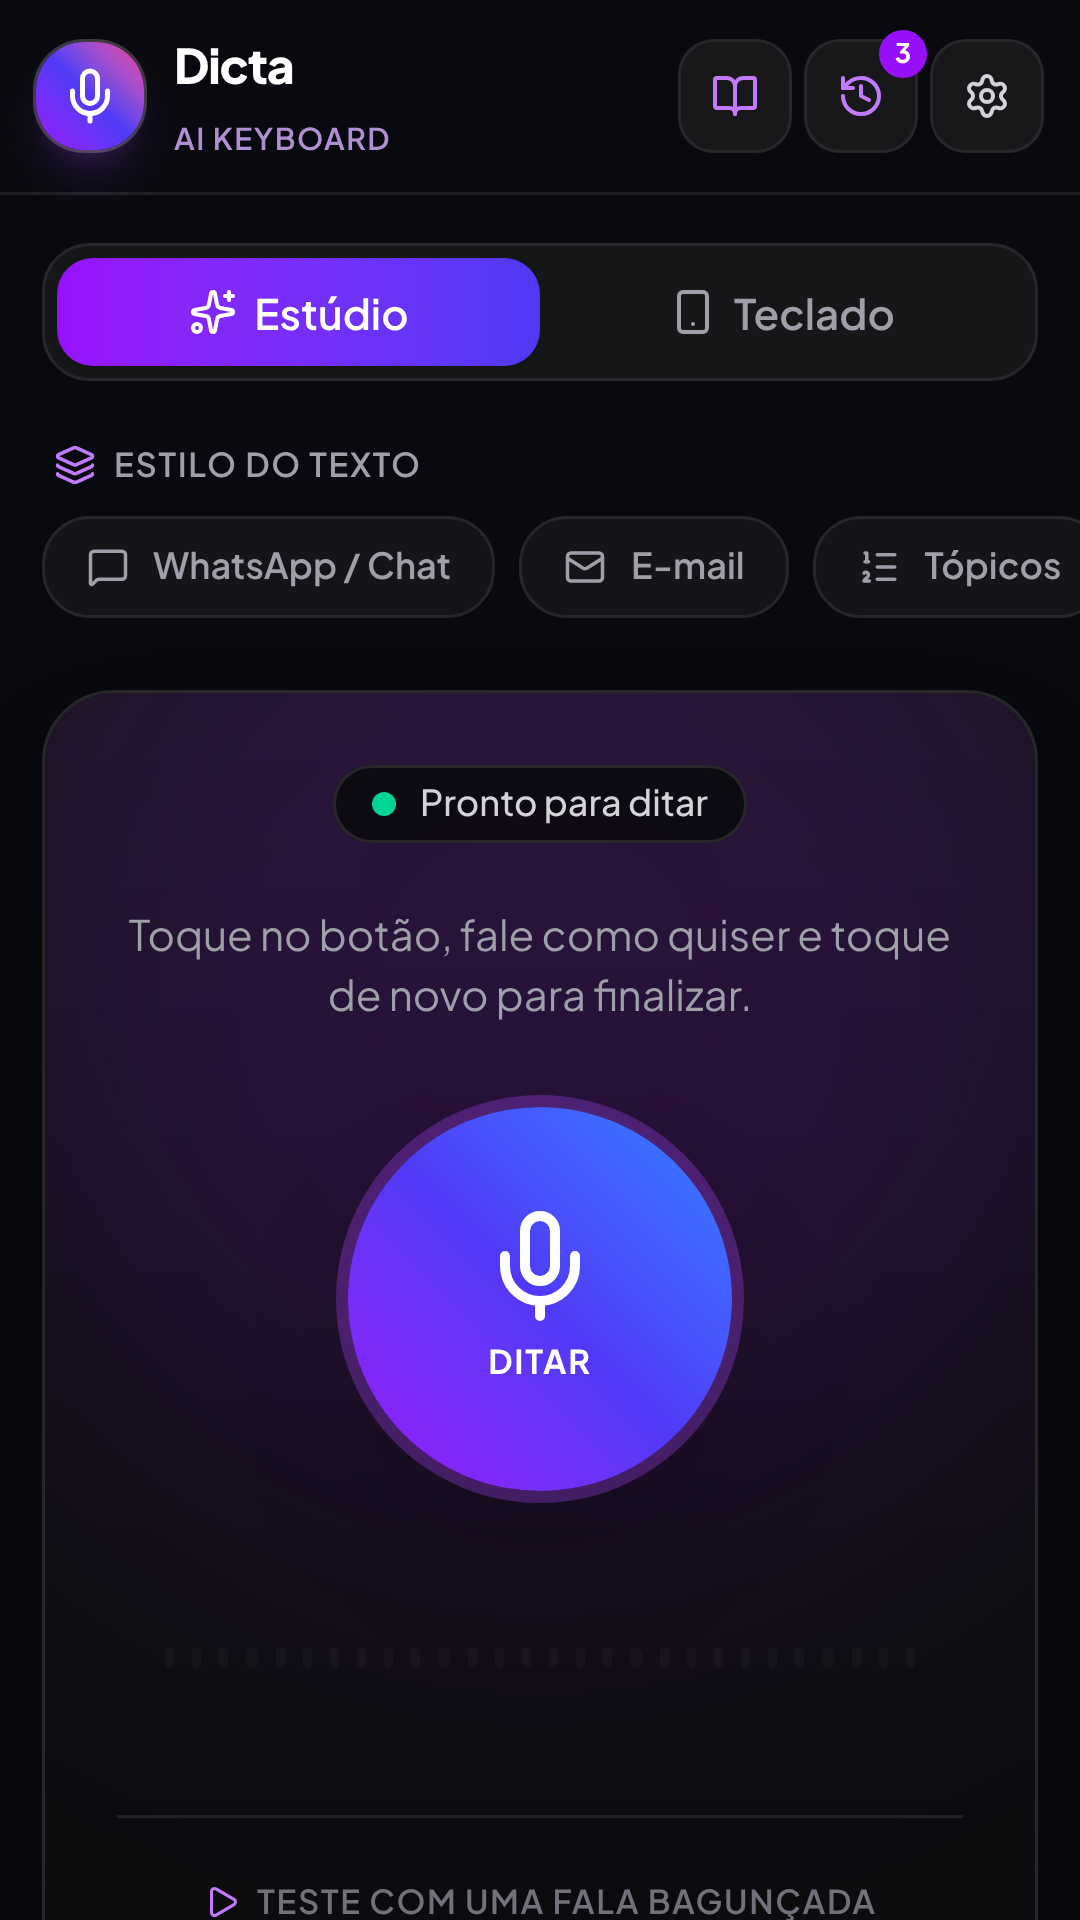 Dicta
AI KEYBOARD
3
Estúdio
Teclado
ESTILO DO TEXTO
WhatsApp / Chat
E-mail
Tópicos
Pronto para ditar
Toque no botão, fale como quiser e toque
de novo para finalizar.
DITAR
TESTE COM UMA FALA BAGUNÇADA